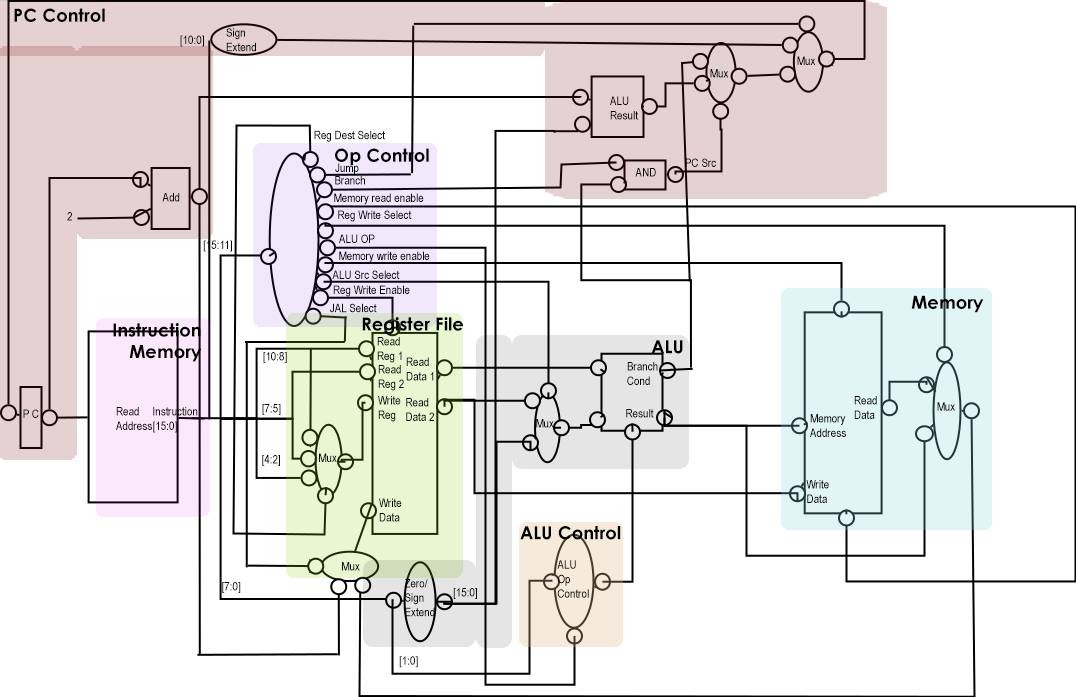 PC Control
[10:0]
Sign
Extend
Mux
Mux
ALU
Result
AND
PC Src
Reg Dest Select
Op Control
Jump
Branch
Memory read enable
Reg Write Select
ALU OP
Memory write enable
ALU Src Select
Reg Write Enable
JAL Select
Add
2
[15:11]
Instruction
Memory
Read
Address
Instruction
[15:0]
P C
Register File
[10:8]
[7:5]
[4:2]
Read
Reg 1
Read
Reg 2
Write
Reg
Read
Data 1
Read
Data 2
Mux
Write
Data
Mux
[7:0]
Zero/
Sign
Extend
[15:0]
[1:0]
ALU
Branch
Cond
Result
Mux
ALU Control
ALU
Op
Control
Memory
Memory
Address
Read
Data
Write
Data
Mux